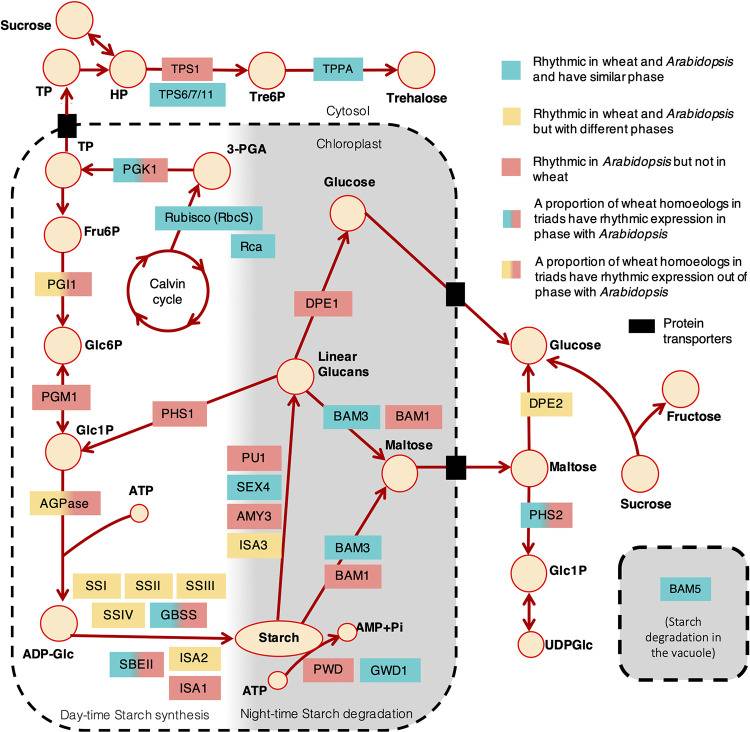 Sucrose
TP
HP
TPS1
TPS6/7/11
Tre6P
TPPA
Trehalose
Cytosol
Chloroplast
TP
PGK1
3-PGA
Rubisco (RbcS)
Rca
Calvin
cycle
Fru6P
PGI1
Glc6P
PGM1
Glc1P
PHS1
AGPase
ATP
SSI
SSII
SSIII
SSIV
GBSS
ADP-Glc
SBEII
ISA2
ISA1
Day-time Starch synthesis
Glucose
DPE1
Linear
Glucans
BAM3
BAM1
Maltose
PU1
SEX4
AMY3
ISA3
BAM3
BAM1
Starch
AMP+Pi
ATP
PWD
GWD1
Night-time Starch degradation
Glucose
DPE2
Fructose
Maltose
Sucrose
PHS2
Glc1P
UDPGlc
BAM5
(Starch
degradation in
the vacuole)
Rhythmic in wheat and Arabidopsis
and have similar phase
Rhythmic in wheat and Arabidopsis
but with different phases
Rhythmic in Arabidopsis but not in
wheat
A proportion of wheat homoeologs in
triads have rhythmic expression in
phase with Arabidopsis
A proportion of wheat homoeologs in
triads have rhythmic expression out of
phase with Arabidopsis
Protein
transporters